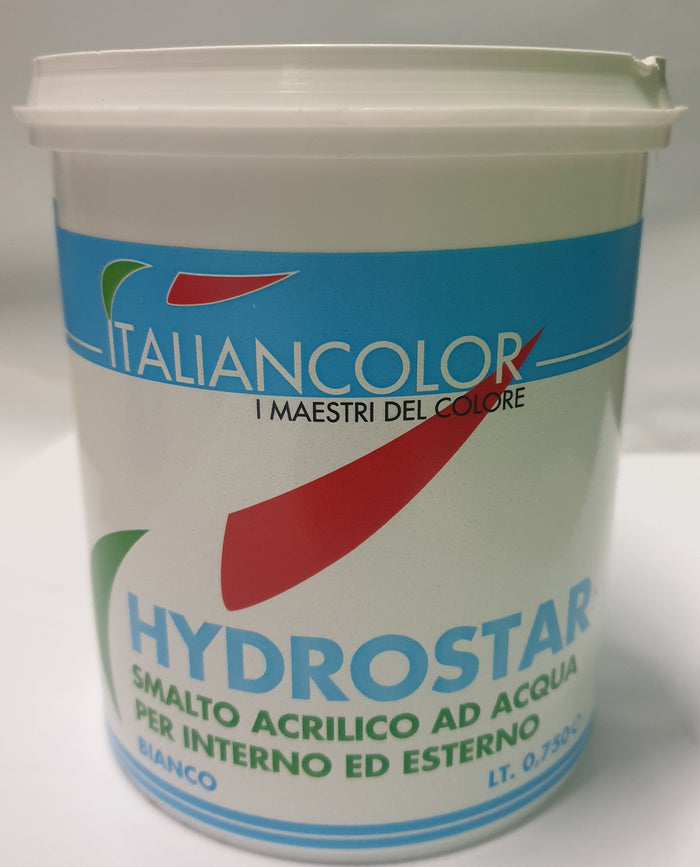 ITALIANCOLOR
I MAESTRI DEL COLORE
HYDROSTAR
SMALTO ACRILICO AD ACQUA
PER INTERNO ED ESTERNO
BIANCO
LT. 0,750